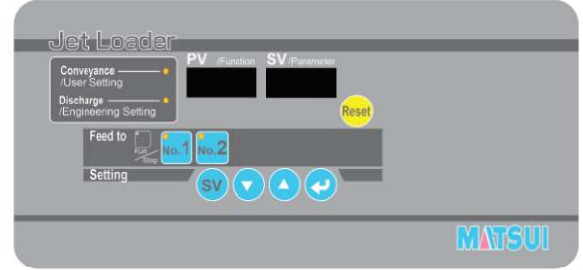 Jet Loader
PV /Function SV /Parameter
Conveyance
/User Setting
Discharge
/Engineering Setting
Reset
Feed to
Run/Stop
No.1 No.2
Setting
SV
MATSUI